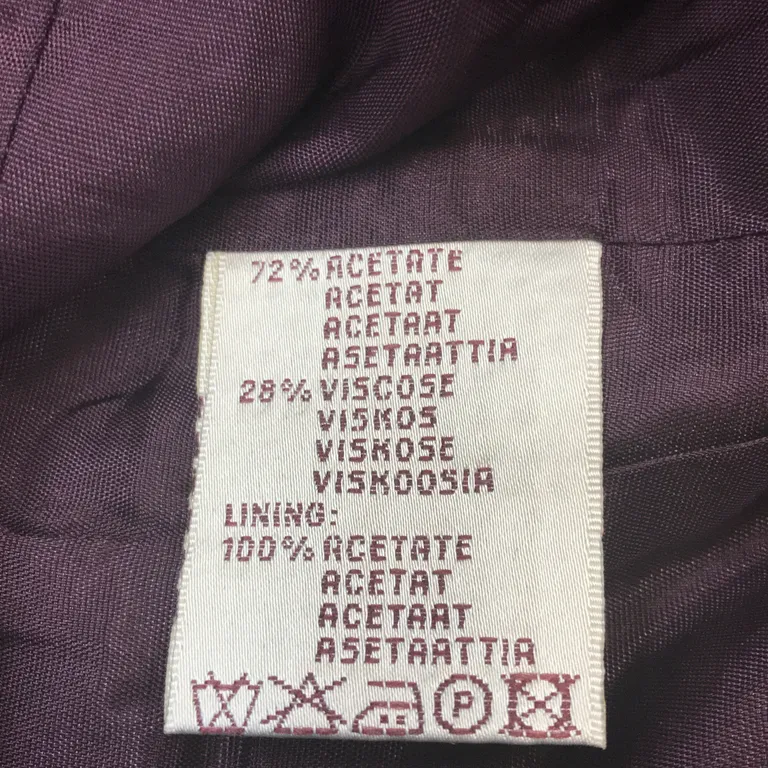 72% ACETATE
ACETAT
ACETAAT
ASETAATTIA
28% VISCOSE
VISKOS
VISKOSE
VISKOOSIA
LINING:
100% ACETATE
ACETAT
ACETAAT
ASETAATTIA
P